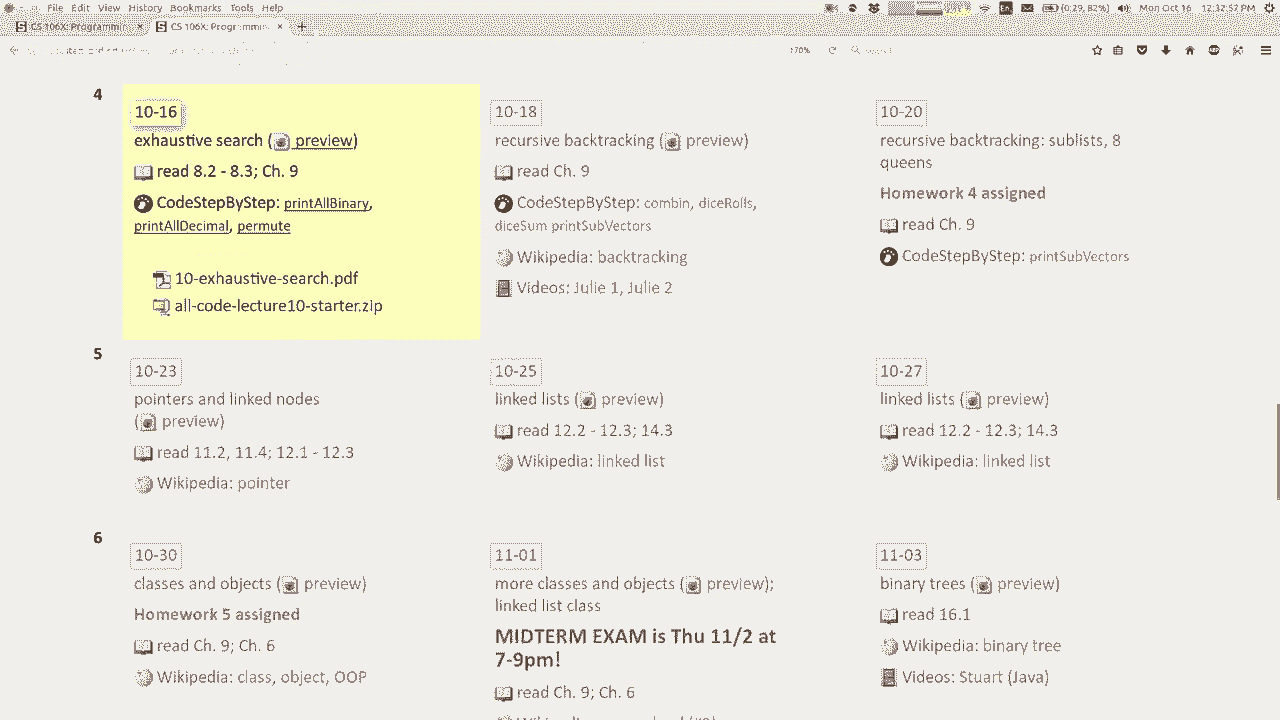 File Edit View History Bookmarks Tools Help
En (0:29, 82%) Mon Oct 16 12:32:57 PM
CS 106X: Programmi CS 106X: Progr
170%
4
10-16
exhaustive search ( preview)
read 8.2 - 8.3; Ch. 9
CodeStepByStep: printAllBinary,
printAllDecimal, permute
10-exhaustive-search.pdf
all-code-lecture10-starter.zip
10-18
recursive backtracking ( preview)
read Ch. 9
CodeStepByStep: combin, diceRolls,
diceSum printSubVectors
Wikipedia: backtracking
Videos: Julie 1, Julie 2
10-20
recursive backtracking: sublists, 8
queens
Homework 4 assigned
read Ch. 9
CodeStepByStep: printSubVectors
5
10-23
pointers and linked nodes
( preview)
read 11.2, 11.4; 12.1 - 12.3
Wikipedia: pointer
10-25
linked lists ( preview)
read 12.2 - 12.3; 14.3
Wikipedia: linked list
10-27
linked lists ( preview)
read 12.2 - 12.3; 14.3
Wikipedia: linked list
6
10-30
classes and objects ( preview)
Homework 5 assigned
read Ch. 9; Ch. 6
Wikipedia: class, object, OOP
11-01
more classes and objects ( preview);
linked list class
MIDTERM EXAM is Thu 11/2 at
7-9pm!
read Ch. 9; Ch. 6
11-03
binary trees ( preview)
read 16.1
Wikipedia: binary tree
Videos: Stuart (Java)